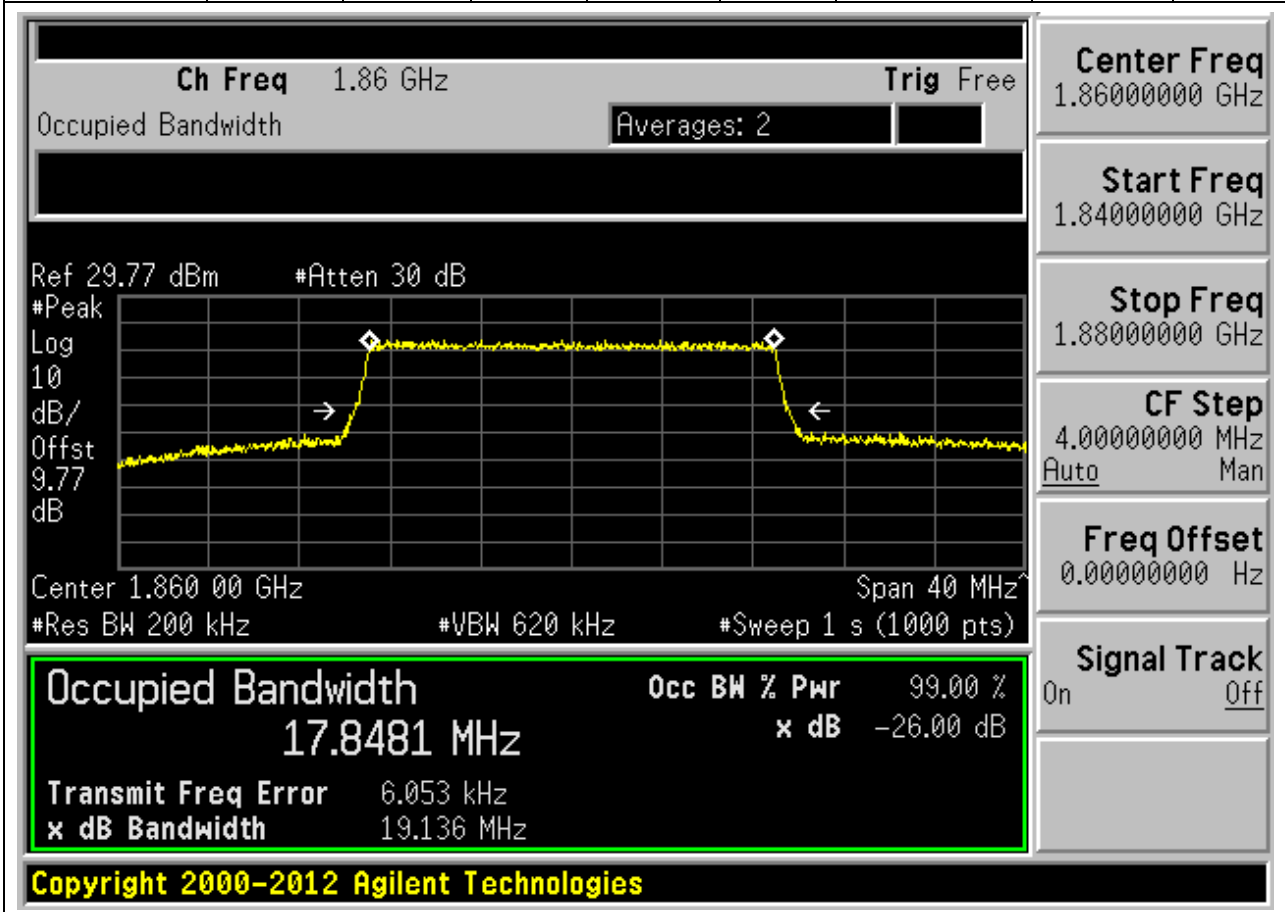 Ch Freq 1.86 GHz Trig Free
Occupied Bandwidth Averages: 2
Ref 29.77 dBm #Atten 30 dB
#Peak
Log
10
dB/
Offst
9.77
dB
Center 1.860 00 GHz Span 40 MHz^
#Res BW 200 kHz #VBW 620 kHz #Sweep 1 s (1000 pts)
Occupied Bandwidth Occ BW % Pwr 99.00 %
17.8481 MHz x dB -26.00 dB
Transmit Freq Error 6.053 kHz
x dB Bandwidth 19.136 MHz
Copyright 2000-2012 Agilent Technologies
Center Freq
1.86000000 GHz
Start Freq
1.84000000 GHz
Stop Freq
1.88000000 GHz
CF Step
4.00000000 MHz
Auto Man
Freq Offset
0.00000000 Hz
Signal Track
On Off